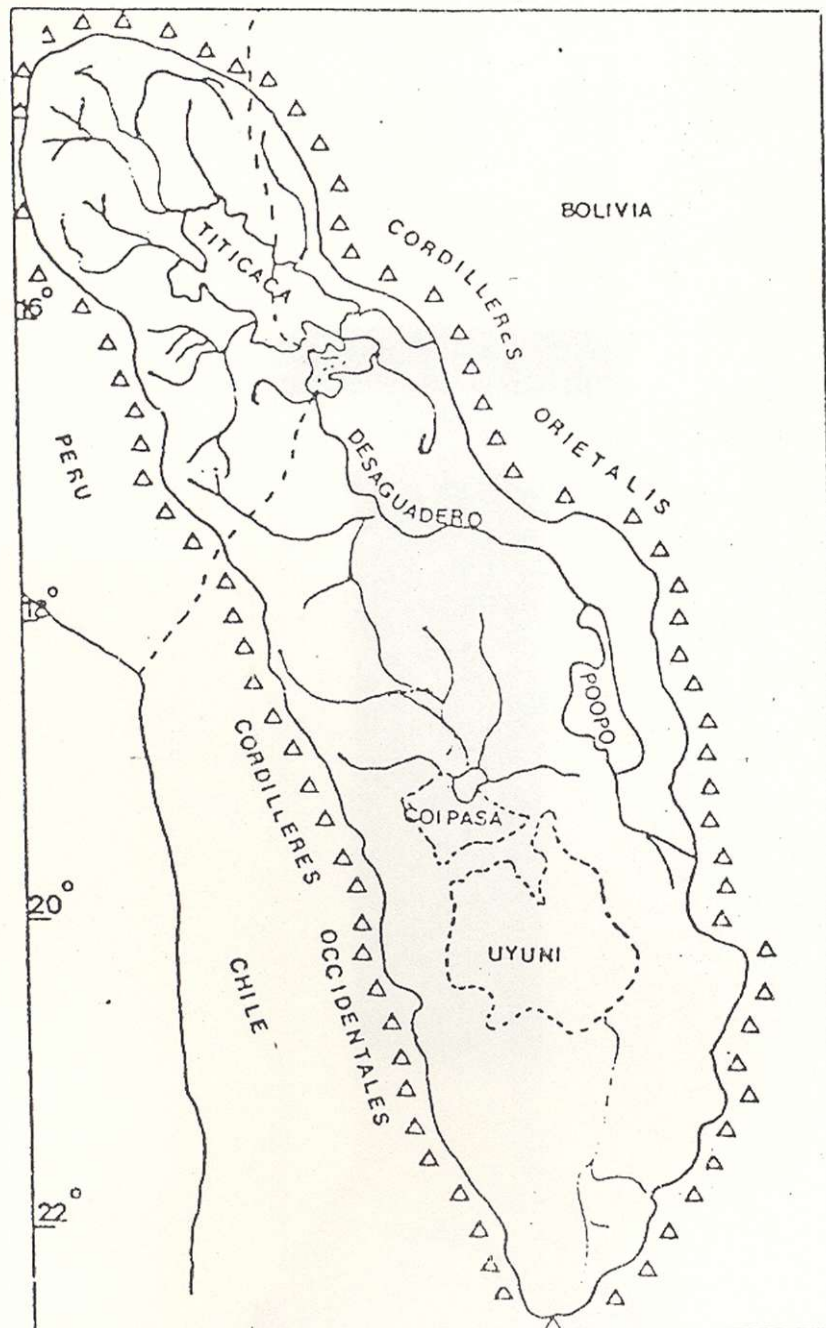 BOLIVIA
CORDILLERES
ORIETALIS
TITICACA
16°
PERU
DESAGUADERO
18°
POOPO
CORDILLERES
OCCIDENTALES
COIPASA
20°
UYUNI
CHILE
22°